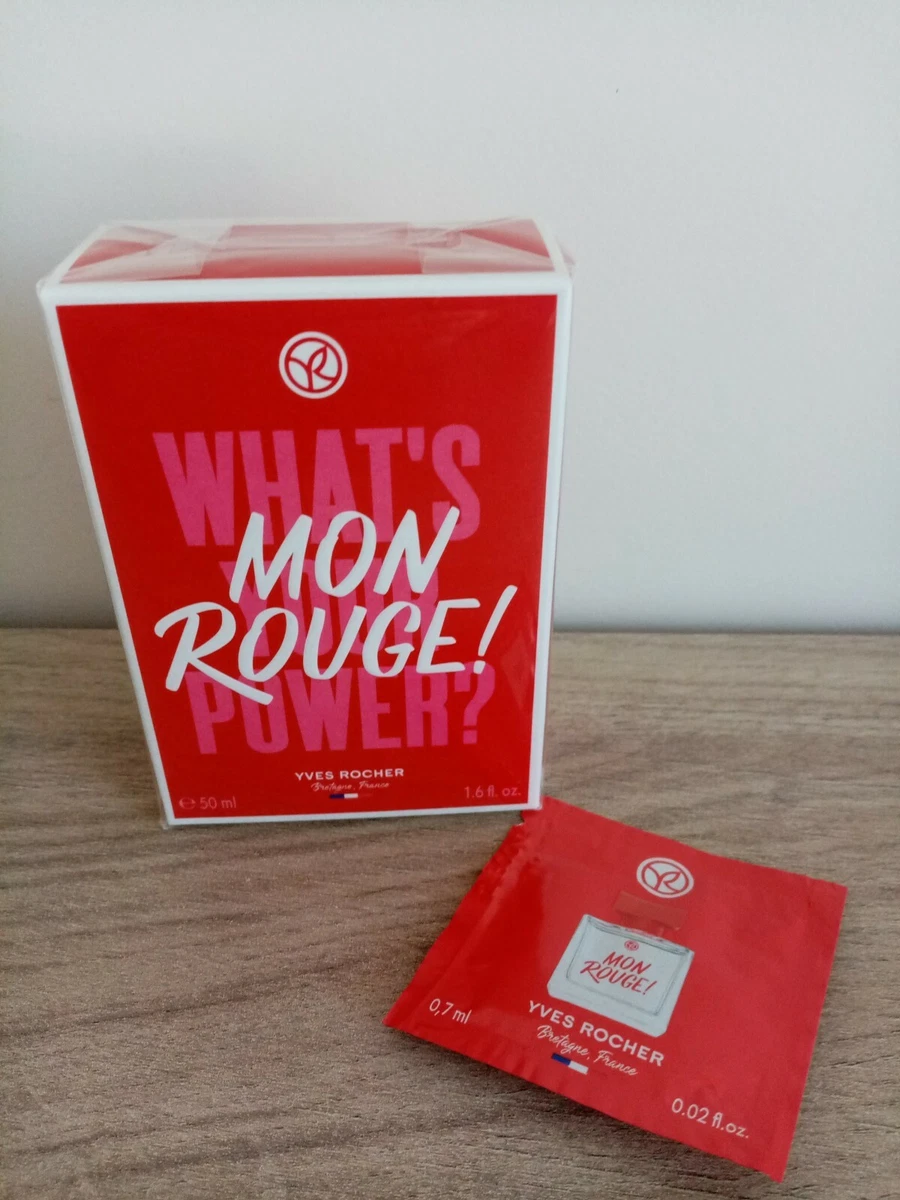 WHAT'S
MON
YOUR
ROUGE!
POWER?
YVES ROCHER
Bretagne, France
℮ 50 ml
1.6 fl. oz.
MON
ROUGE!
0,7 ml
YVES ROCHER
Bretagne, France
0.02 fl.oz.